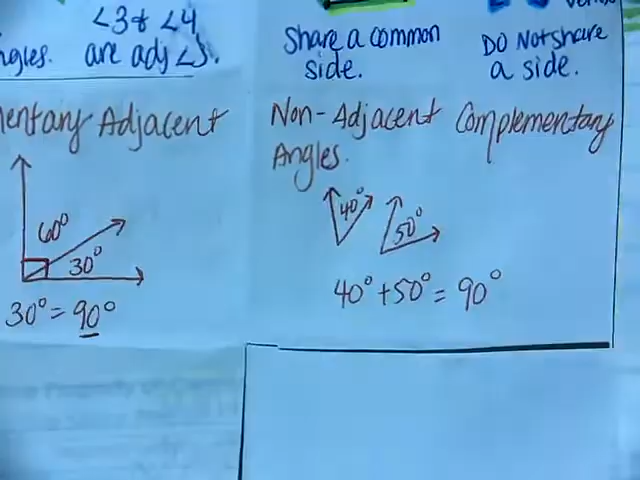 ∠3 & ∠4
ngles. are adj ∠s.
Share a common
side.
DO Not share
a side.
mentary Adjacent
60°
30°
30° = 90°
Non-Adjacent Complementary
Angles.
40°
50°
40° + 50° = 90°